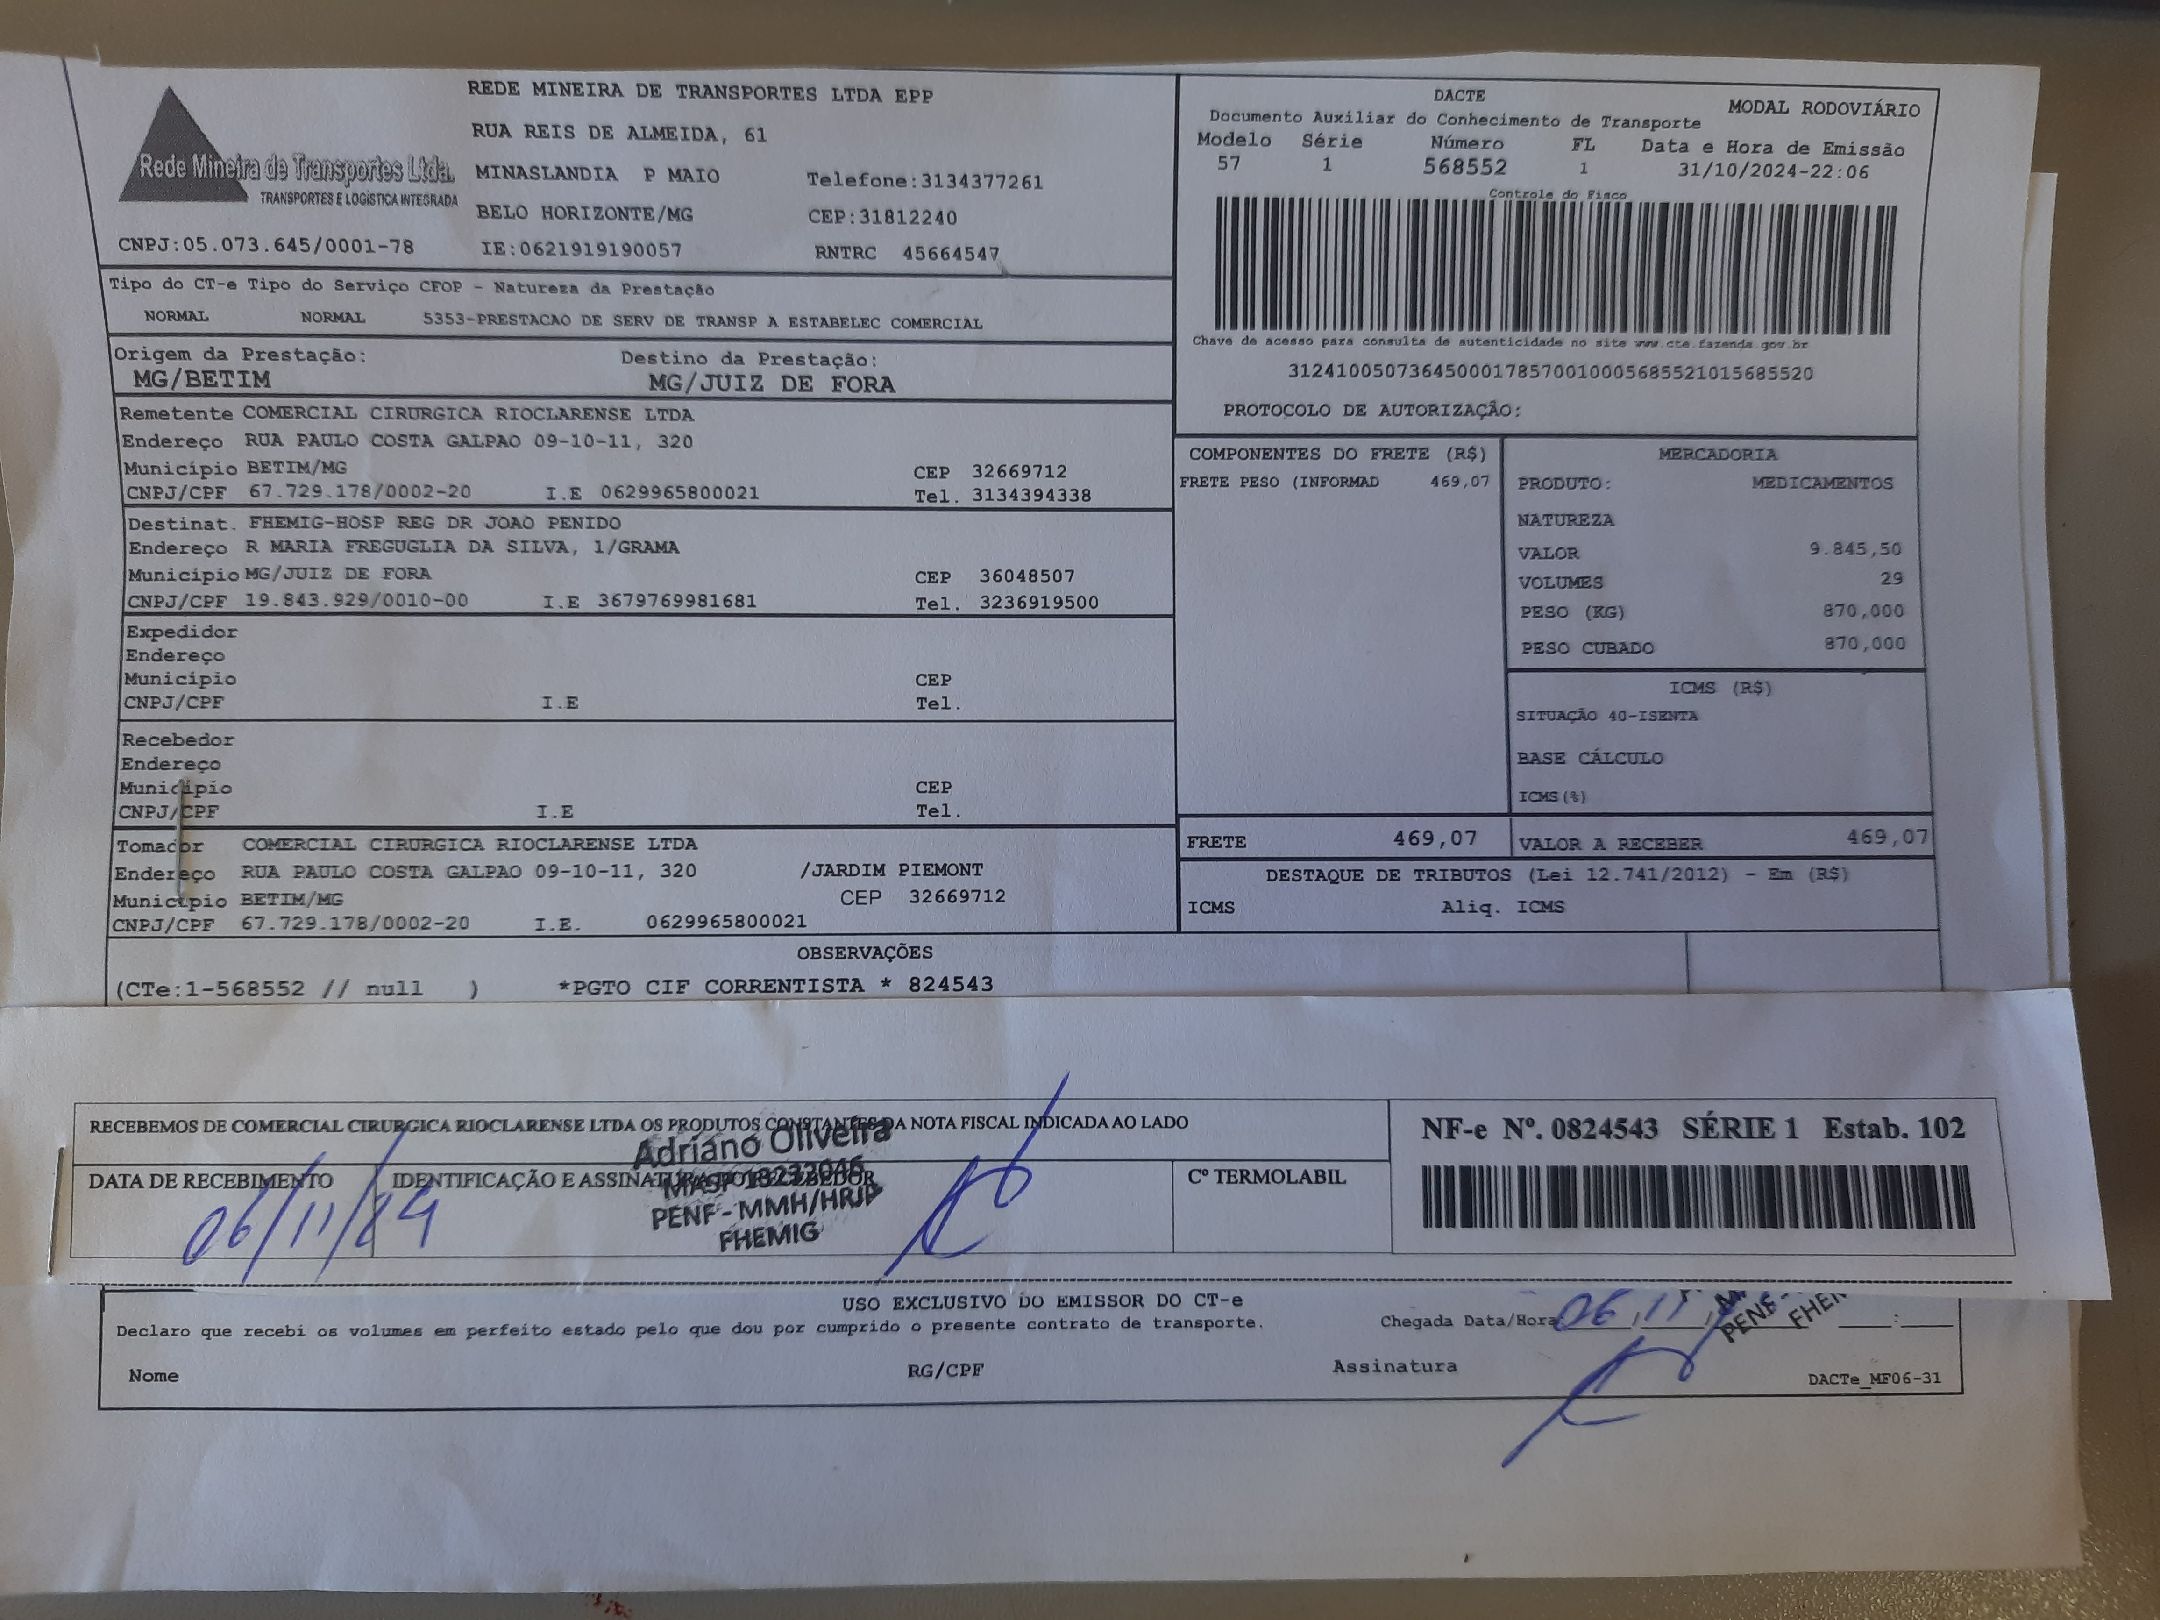 REDE MINEIRA DE TRANSPORTES LTDA EPP
RUA REIS DE ALMEIDA, 61
MINASLANDIA P MAIO Telefone:3134377261
BELO HORIZONTE/MG CEP:31812240
CNPJ:05.073.645/0001-78 IE:0621919190057 RNTRC 45664547
Rede Mineira de Transportes Ltda.
TRANSPORTES E LOGÍSTICA INTEGRADA
DACTE MODAL RODOVIÁRIO
Documento Auxiliar do Conhecimento de Transporte
Modelo Série Número FL Data e Hora de Emissão
57 1 568552 1 31/10/2024-22:06
Controle do Fisco
Chave de acesso para consulta de autenticidade no site www.cte.fazenda.gov.br
31241005073645000178570010005685521015685520
PROTOCOLO DE AUTORIZAÇÃO:
Tipo do CT-e Tipo do Serviço CFOP - Natureza da Prestação
NORMAL NORMAL 5353-PRESTACAO DE SERV DE TRANSP A ESTABELEC COMERCIAL
Origem da Prestação: Destino da Prestação:
MG/BETIM MG/JUIZ DE FORA
Remetente COMERCIAL CIRURGICA RIOCLARENSE LTDA
Endereço RUA PAULO COSTA GALPAO 09-10-11, 320
Município BETIM/MG CEP 32669712
CNPJ/CPF 67.729.178/0002-20 I.E 0629965800021 Tel. 3134394338
Destinat. FHEMIG-HOSP REG DR JOAO PENIDO
Endereço R MARIA FREGUGLIA DA SILVA, 1/GRAMA
Município MG/JUIZ DE FORA CEP 36048507
CNPJ/CPF 19.843.929/0010-00 I.E 3679769981681 Tel. 3236919500
Expedidor
Endereço
Município CEP
CNPJ/CPF I.E Tel.
Recebedor
Endereço
Município CEP
CNPJ/CPF I.E Tel.
Tomador COMERCIAL CIRURGICA RIOCLARENSE LTDA
Endereço RUA PAULO COSTA GALPAO 09-10-11, 320 /JARDIM PIEMONT
Município BETIM/MG CEP 32669712
CNPJ/CPF 67.729.178/0002-20 I.E. 0629965800021
COMPONENTES DO FRETE (R$)
FRETE PESO (INFORMAD 469,07
MERCADORIA
PRODUTO: MEDICAMENTOS
NATUREZA
VALOR 9.845,50
VOLUMES 29
PESO (KG) 870,000
PESO CUBADO 870,000
ICMS (R$)
SITUAÇÃO 40-ISENTA
BASE CÁLCULO
ICMS(%)
FRETE 469,07 VALOR A RECEBER 469,07
DESTAQUE DE TRIBUTOS (Lei 12.741/2012) - Em (R$)
ICMS Aliq. ICMS
OBSERVAÇÕES
(CTe:1-568552 // null ) *PGTO CIF CORRENTISTA * 824543
RECEBEMOS DE COMERCIAL CIRURGICA RIOCLARENSE LTDA OS PRODUTOS CONSTANTES DA NOTA FISCAL INDICADA AO LADO
DATA DE RECEBIMENTO IDENTIFICAÇÃO E ASSINATURA DO RECEBEDOR Cº TERMOLABIL
06/11/24
Adriano Oliveira
MASP
PENF - MMH/HRJP
FHEMIG
NF-e Nº. 0824543 SÉRIE 1 Estab. 102
USO EXCLUSIVO DO EMISSOR DO CT-e
Declaro que recebi os volumes em perfeito estado pelo que dou por cumprido o presente contrato de transporte. Chegada Data/Hora 06 11
PENF -
Nome RG/CPF Assinatura
DACTe_MF06-31